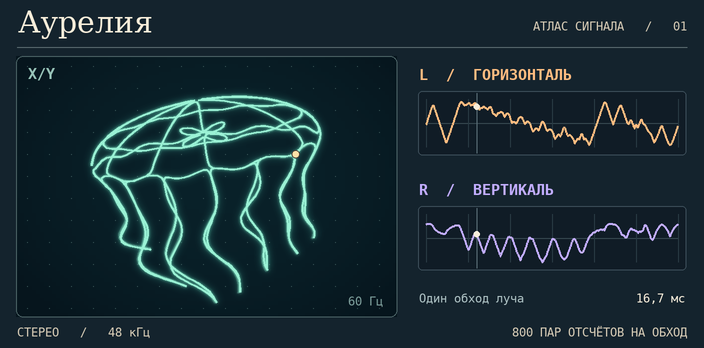 Аурелия
АТЛАС СИГНАЛА / 01
X/Y
L / ГОРИЗОНТАЛЬ
R / ВЕРТИКАЛЬ
60 Гц
Один обход луча 16,7 мс
СТЕРЕО / 48 кГц
800 ПАР ОТСЧЁТОВ НА ОБХОД